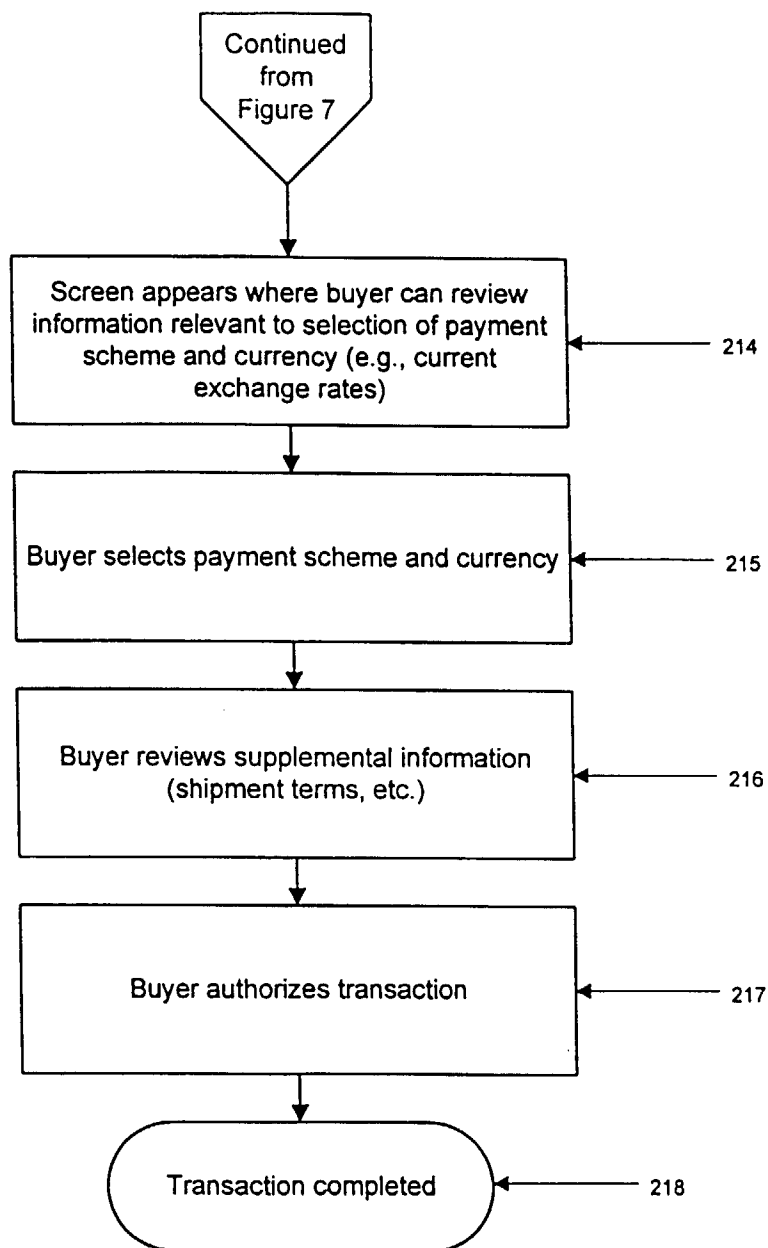 Continued
from
Figure 7
Screen appears where buyer can review
information relevant to selection of payment
scheme and currency (e.g., current
exchange rates)
214
Buyer selects payment scheme and currency
215
Buyer reviews supplemental information
(shipment terms, etc.)
216
Buyer authorizes transaction
217
Transaction completed
218